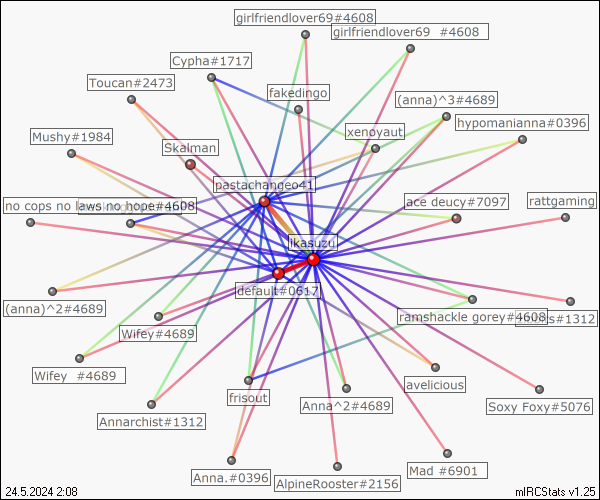 girlfriendlover69#4608
girlfriendlover69 #4608
Cypha#1717
Toucan#2473
fakedingo
(anna)^3#4689
hypomanianna#0396
xenoyaut
Mushy#1984
Skalman
pastachangeo41
ace deucy#7097
rattgaming
no cops no laws no hope#4608
ikasuzu
default#0617
(anna)^2#4689
ramshackle gorey#4608
#1312
Wifey#4689
Wifey #4689
avelicious
frisout
Anna^2#4689
Soxy Foxy#5076
Annarchist#1312
Anna.#0396
AlpineRooster#2156
Mad #6901
24.5.2024 2:08
mIRCStats v1.25